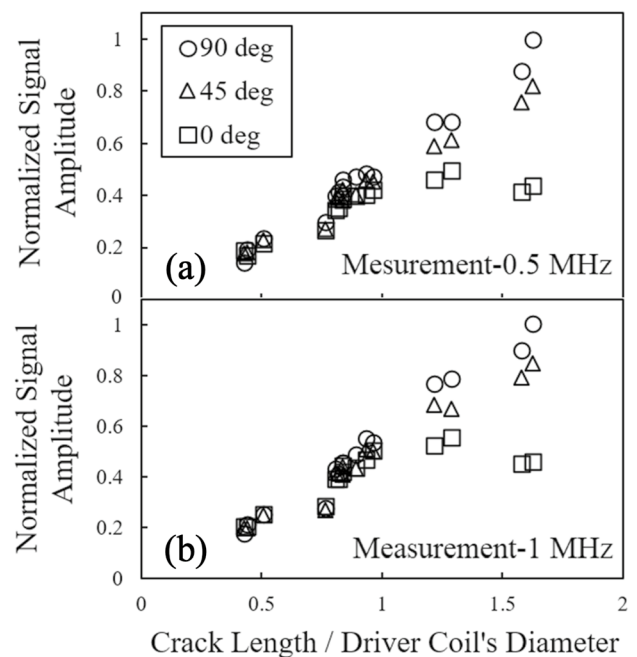 Normalized Signal
Amplitude
1
0.8
0.6
0.4
0.2
0
90 deg
45 deg
0 deg
(a)
Mesurement-0.5 MHz
Normalized Signal
Amplitude
1
0.8
0.6
0.4
0.2
0
(b)
Measurement-1 MHz
0
0.5
1
1.5
2
Crack Length / Driver Coil's Diameter